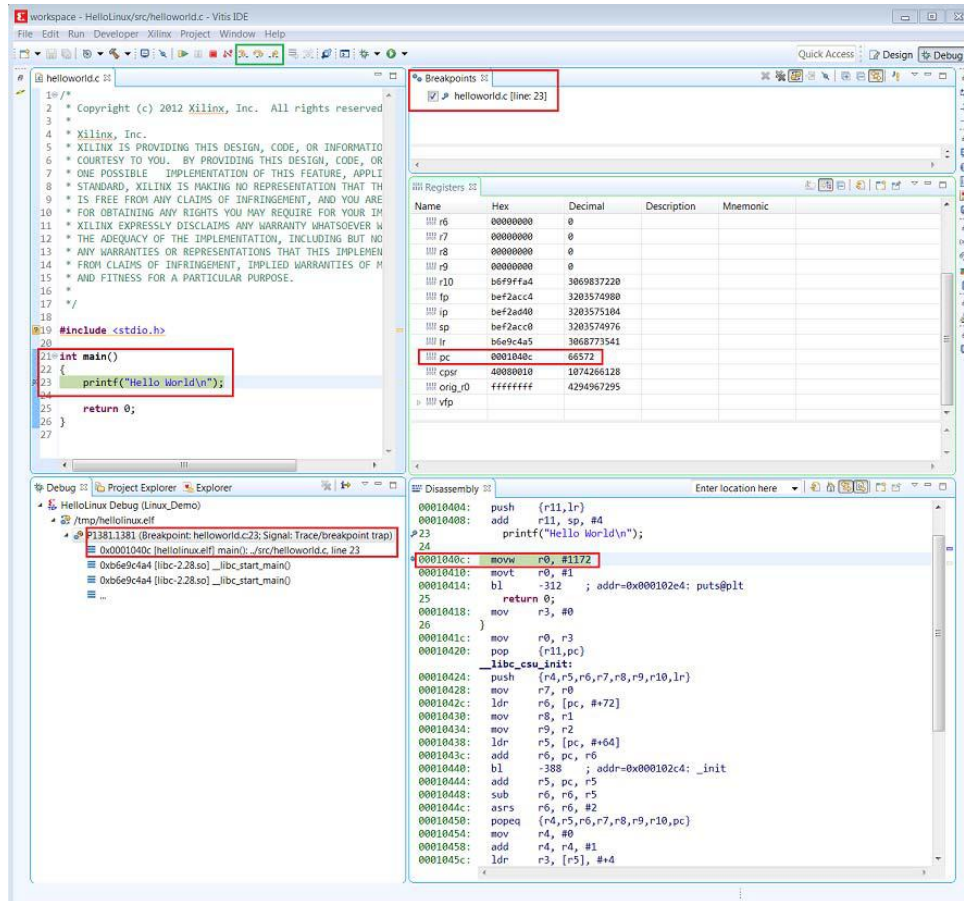 workspace - HelloLinux/src/helloworld.c - Vitis IDE
File Edit Run Developer Xilinx Project Window Help
Quick Access Design Debug
helloworld.c
1 /*
2 * Copyright (c) 2012 Xilinx, Inc. All rights reserved
3 *
4 * Xilinx, Inc.
5 * XILINX IS PROVIDING THIS DESIGN, CODE, OR INFORMATIO
6 * COURTESY TO YOU. BY PROVIDING THIS DESIGN, CODE, OR
7 * ONE POSSIBLE IMPLEMENTATION OF THIS FEATURE, APPLI
8 * STANDARD, XILINX IS MAKING NO REPRESENTATION THAT TH
9 * IS FREE FROM ANY CLAIMS OF INFRINGEMENT, AND YOU ARE
10 * FOR OBTAINING ANY RIGHTS YOU MAY REQUIRE FOR YOUR IM
11 * XILINX EXPRESSLY DISCLAIMS ANY WARRANTY WHATSOEVER W
12 * THE ADEQUACY OF THE IMPLEMENTATION, INCLUDING BUT NO
13 * ANY WARRANTIES OR REPRESENTATIONS THAT THIS IMPLEMEN
14 * FROM CLAIMS OF INFRINGEMENT, IMPLIED WARRANTIES OF M
15 * AND FITNESS FOR A PARTICULAR PURPOSE.
16 *
17 */
18
19 #include <stdio.h>
20
21 int main()
22 {
23 printf("Hello World\n");
24
25 return 0;
26 }
27
Breakpoints
helloworld.c [line: 23]
Registers
Name Hex Decimal Description Mnemonic
r6 00000000 0
r7 00000000 0
r8 00000000 0
r9 00000000 0
r10 b6f9ffa4 3069837220
fp bef2acc4 3203574980
ip bef2ad40 3203575104
sp bef2acc0 3203574976
lr b6e9c4a5 3068773541
pc 0001040c 66572
cpsr 40080010 1074266128
orig_r0 ffffffff 4294967295
vfp
Debug Project Explorer Explorer
HelloLinux Debug (Linux_Demo)
/tmp/hellolinux.elf
P1381.1381 (Breakpoint: helloworld.c:23; Signal: Trace/breakpoint trap)
0x0001040c [hellolinux.elf] main(): ../src/helloworld.c, line 23
0xb6e9c4a4 [libc-2.28.so] __libc_start_main()
0xb6e9c4a4 [libc-2.28.so] __libc_start_main()
...
Disassembly Enter location here
00010404: push {r11,lr}
00010408: add r11, sp, #4
23 printf("Hello World\n");
24
0001040c: movw r0, #1172
00010410: movt r0, #1
00010414: bl -312 ; addr=0x000102e4: puts@plt
25 return 0;
00010418: mov r3, #0
26 }
0001041c: mov r0, r3
00010420: pop {r11,pc}
__libc_csu_init:
00010424: push {r4,r5,r6,r7,r8,r9,r10,lr}
00010428: mov r7, r0
0001042c: ldr r6, [pc, #+72]
00010430: mov r8, r1
00010434: mov r9, r2
00010438: ldr r5, [pc, #+64]
0001043c: add r6, pc, r6
00010440: bl -388 ; addr=0x000102c4: _init
00010444: add r5, pc, r5
00010448: sub r6, r6, r5
0001044c: asrs r6, r6, #2
00010450: popeq {r4,r5,r6,r7,r8,r9,r10,pc}
00010454: mov r4, #0
00010458: add r4, r4, #1
0001045c: ldr r3, [r5], #+4